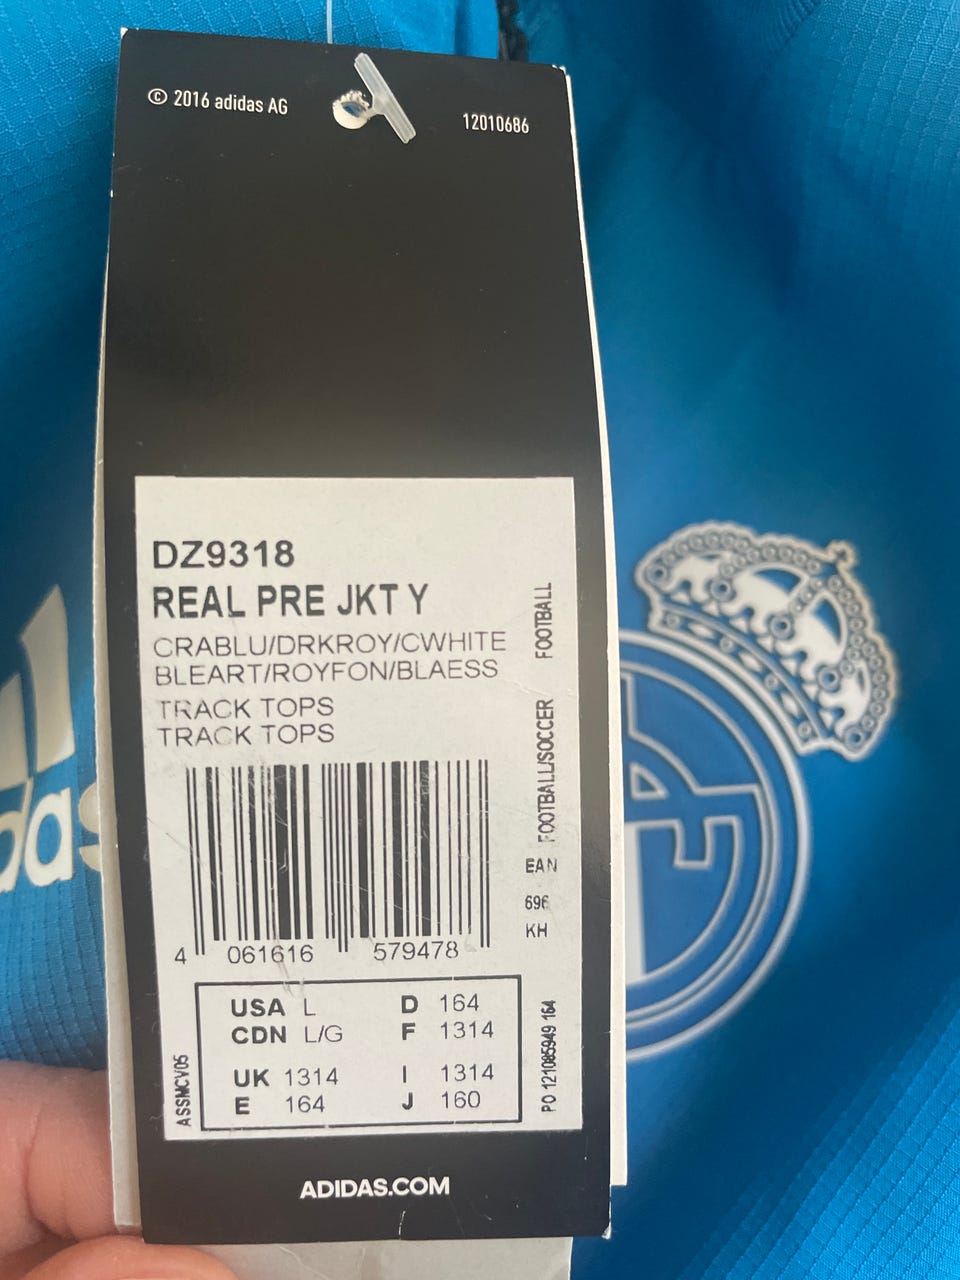 © 2016 adidas AG
12010686
DZ9318
REAL PRE JKT Y
CRABLU/DRKROY/CWHITE
BLEART/ROYFON/BLAESS
TRACK TOPS
TRACK TOPS
FOOTBALL/SOCCER FOOTBALL
EAN
696
KH
4 061616 579478
USA L D 164
CDN L/G F 1314
UK 1314 I 1314
E 164 J 160
ASSMCV05
PO 121085949 164
ADIDAS.COM
das